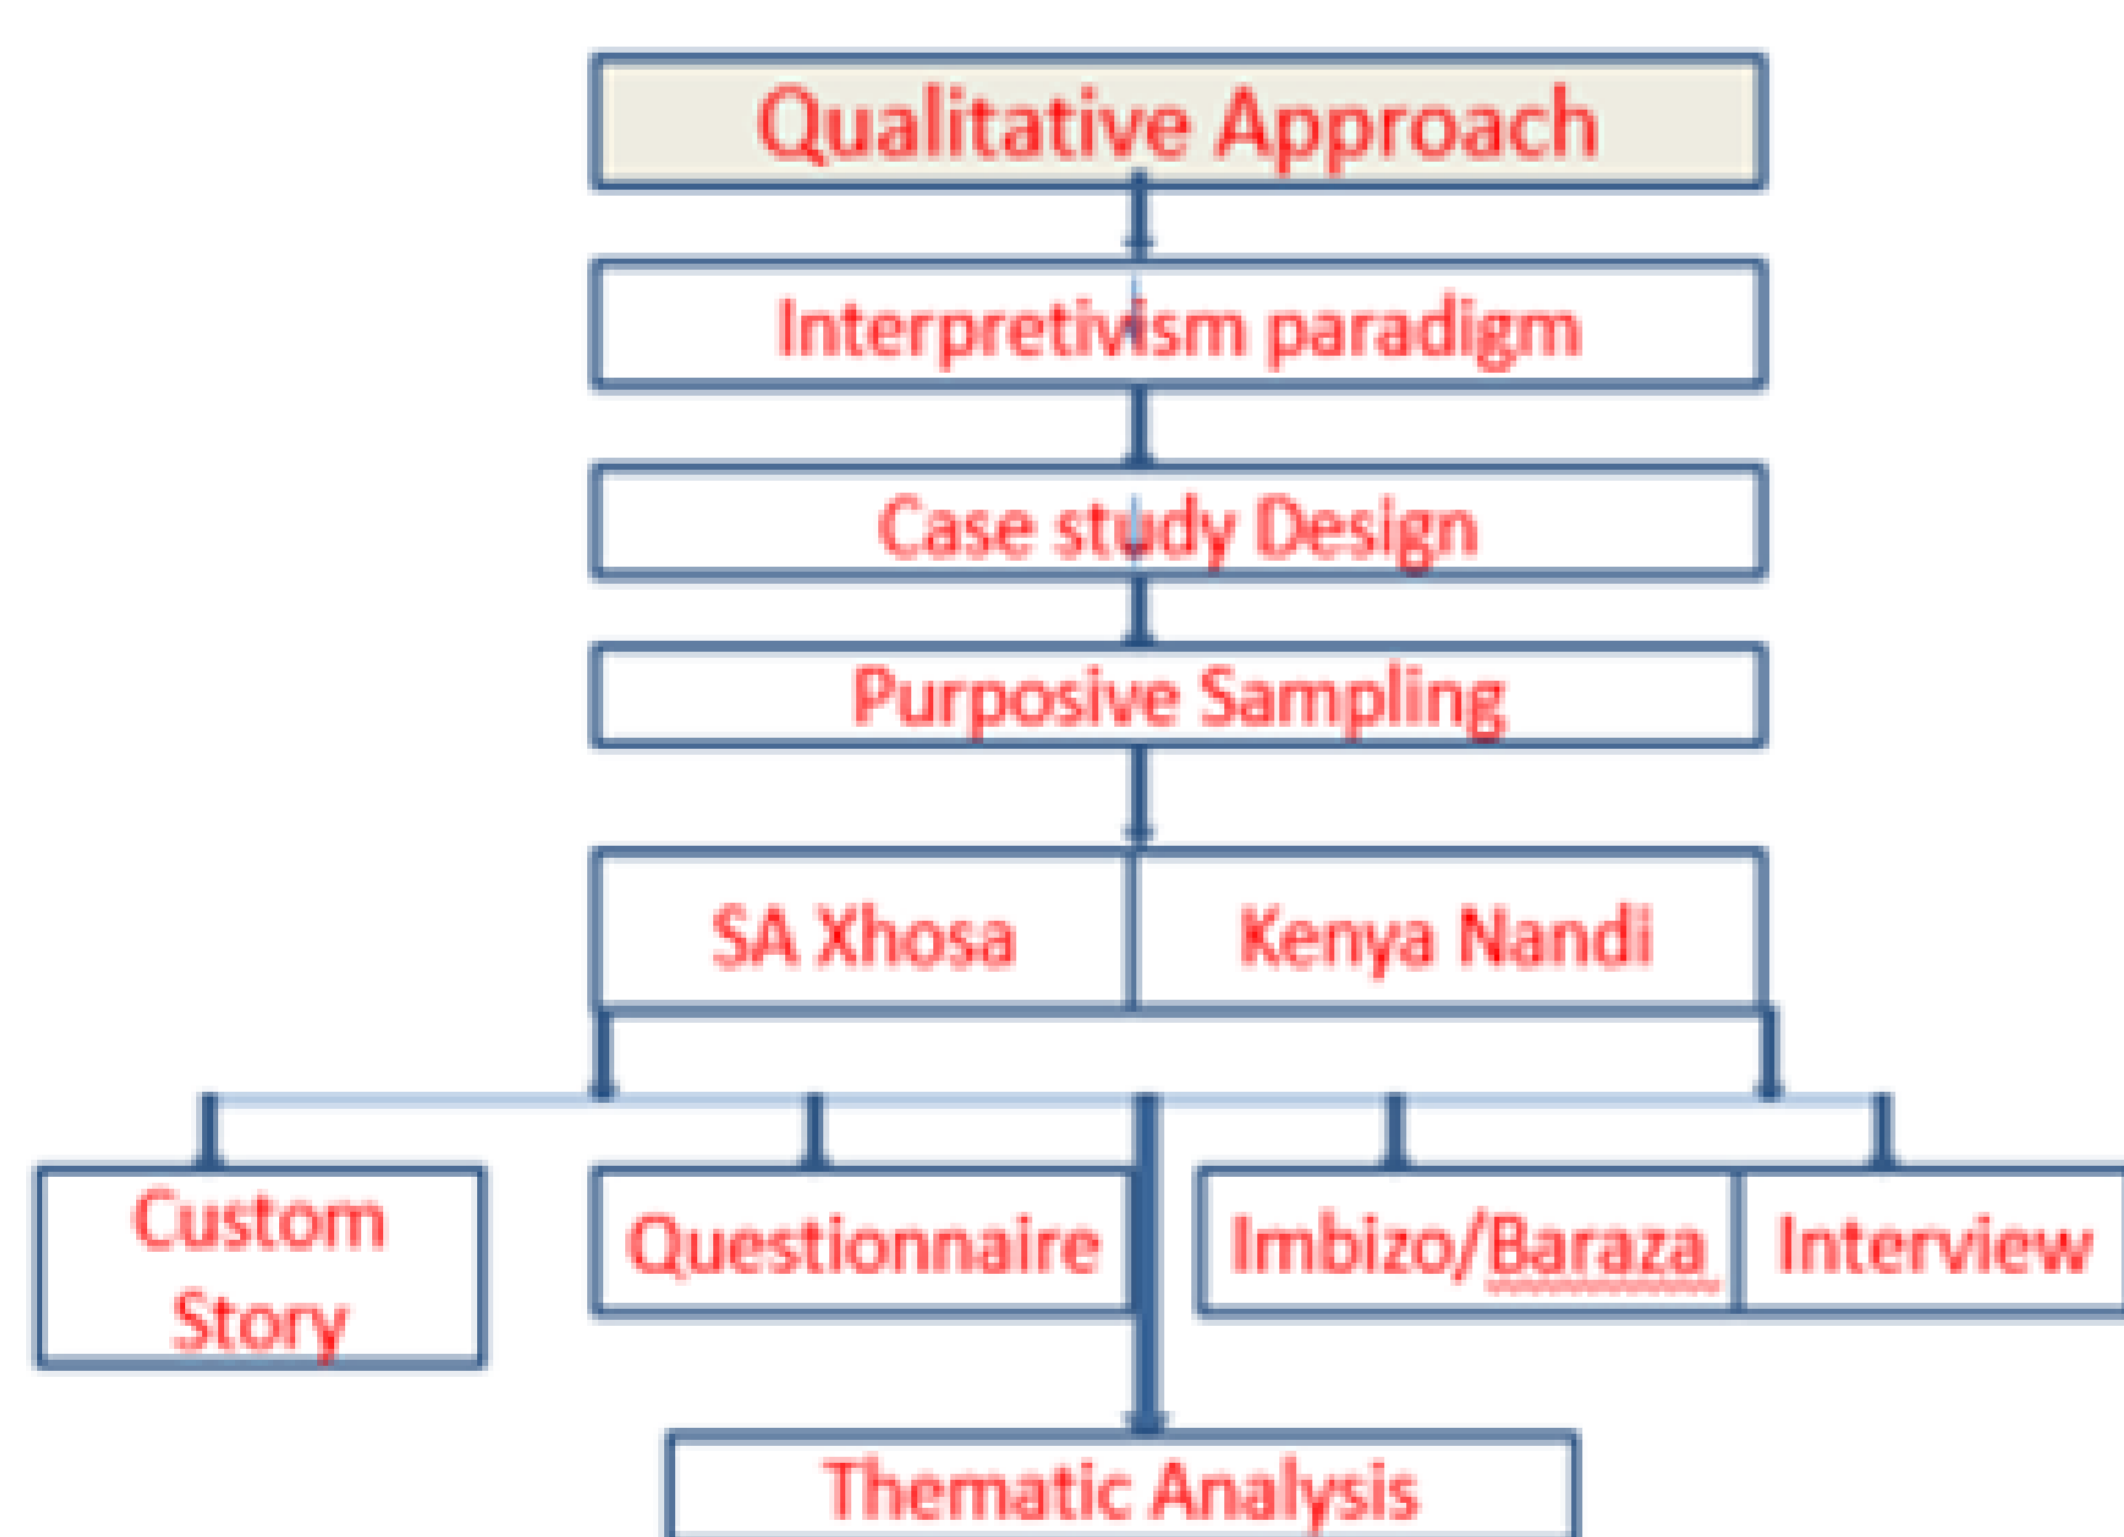 Qualitative Approach
Interpretivism paradigm
Case study Design
Purposive Sampling
SA Xhosa
Kenya Nandi
Custom
Story
Questionnaire
Imbizo/Baraza
Interview
Thematic Analysis